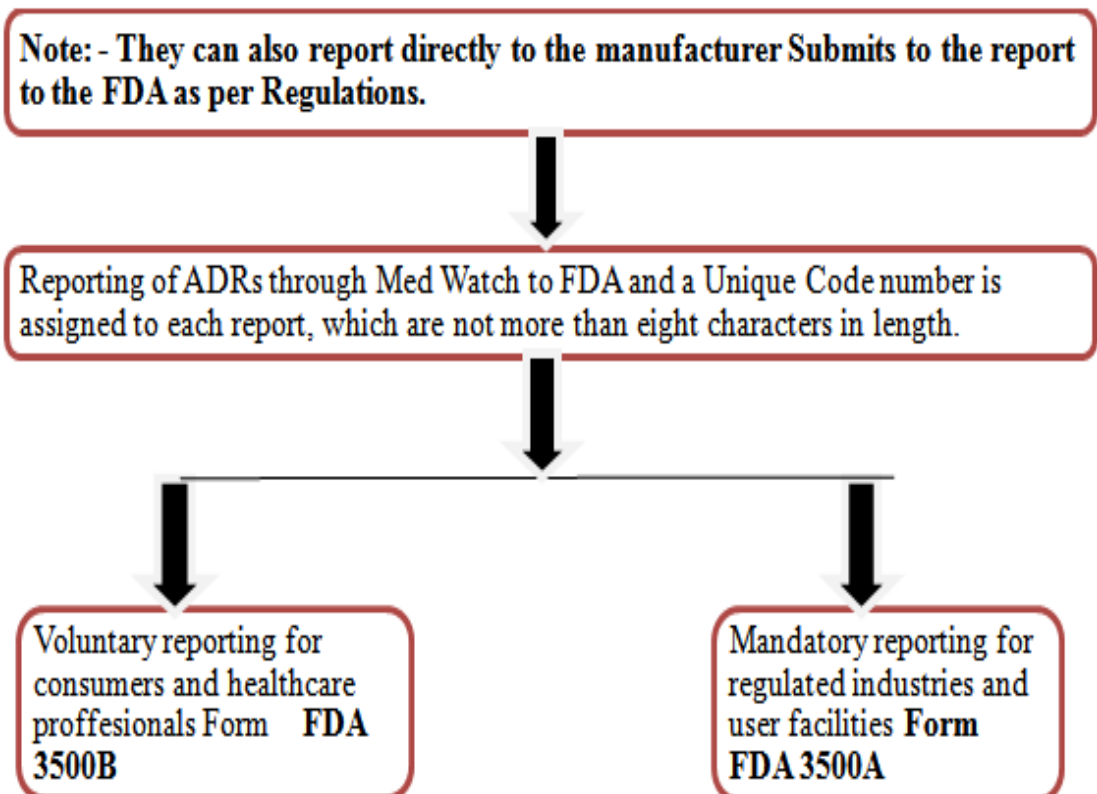 Note: - They can also report directly to the manufacturer Submits to the report
to the FDA as per Regulations.
Reporting of ADRs through Med Watch to FDA and a Unique Code number is
assigned to each report, which are not more than eight characters in length.
Voluntary reporting for
consumers and healthcare
proffesionals Form FDA
3500B
Mandatory reporting for
regulated industries and
user facilities Form
FDA 3500A